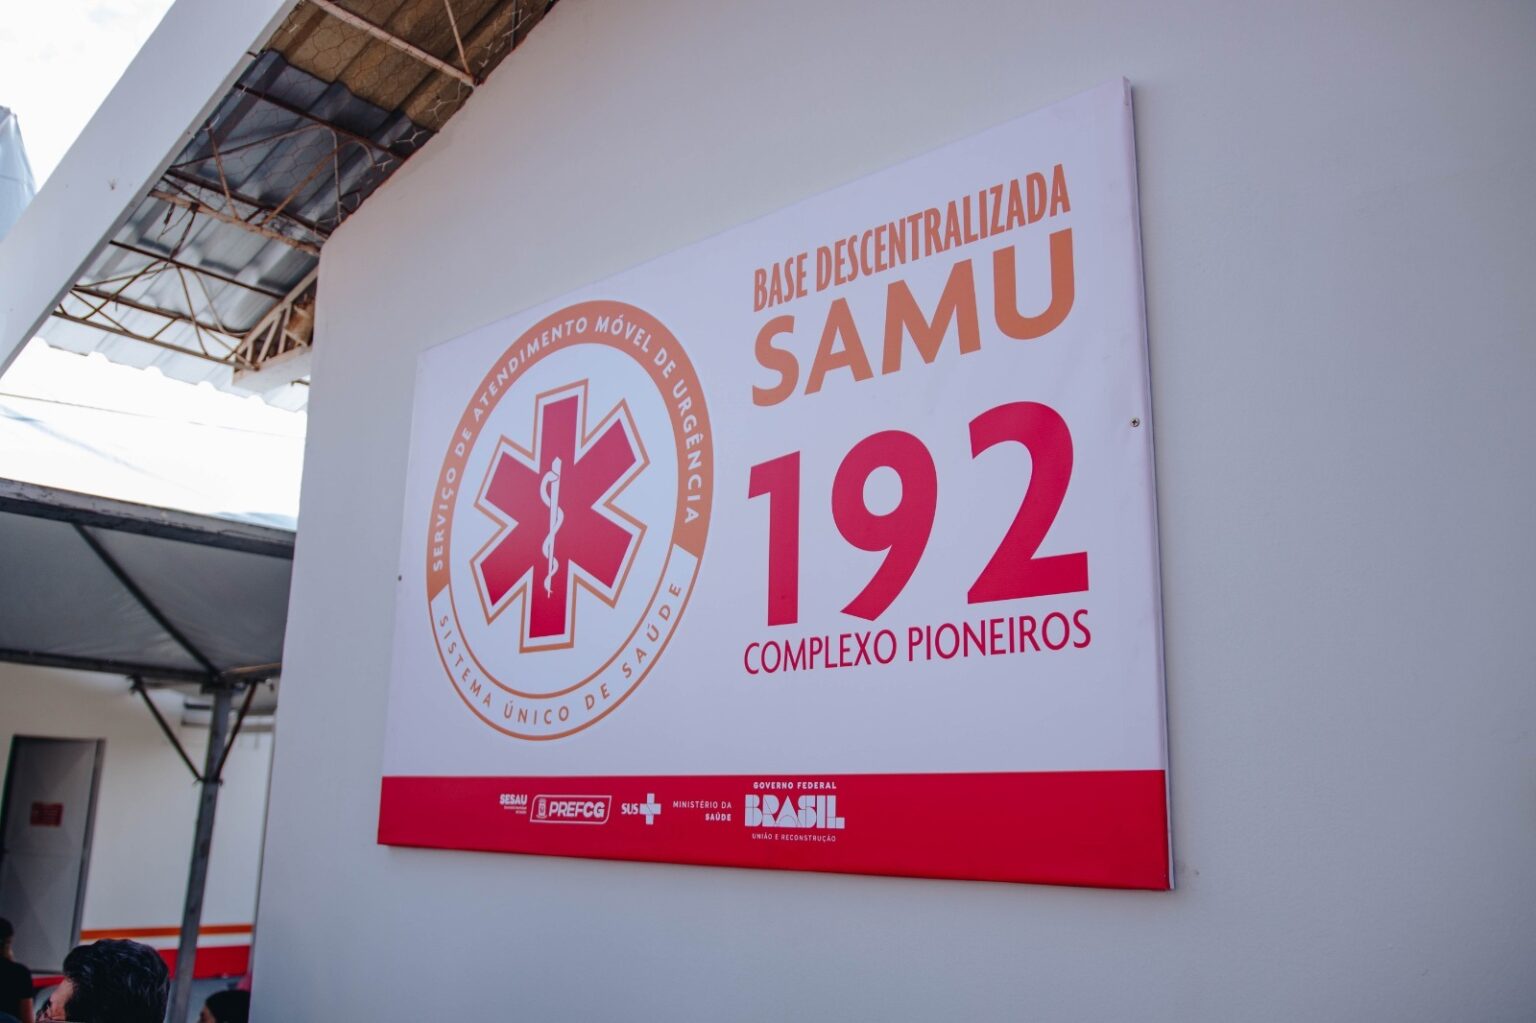 BASE DESCENTRALIZADA
SAMU
192
COMPLEXO PIONEIROS
SERVIÇO DE ATENDIMENTO MÓVEL DE URGÊNCIA
SISTEMA ÚNICO DE SAÚDE
SESAU
PREFCG
SUS
MINISTÉRIO DA
SAÚDE
GOVERNO FEDERAL
BRASIL
UNIÃO E RECONSTRUÇÃO